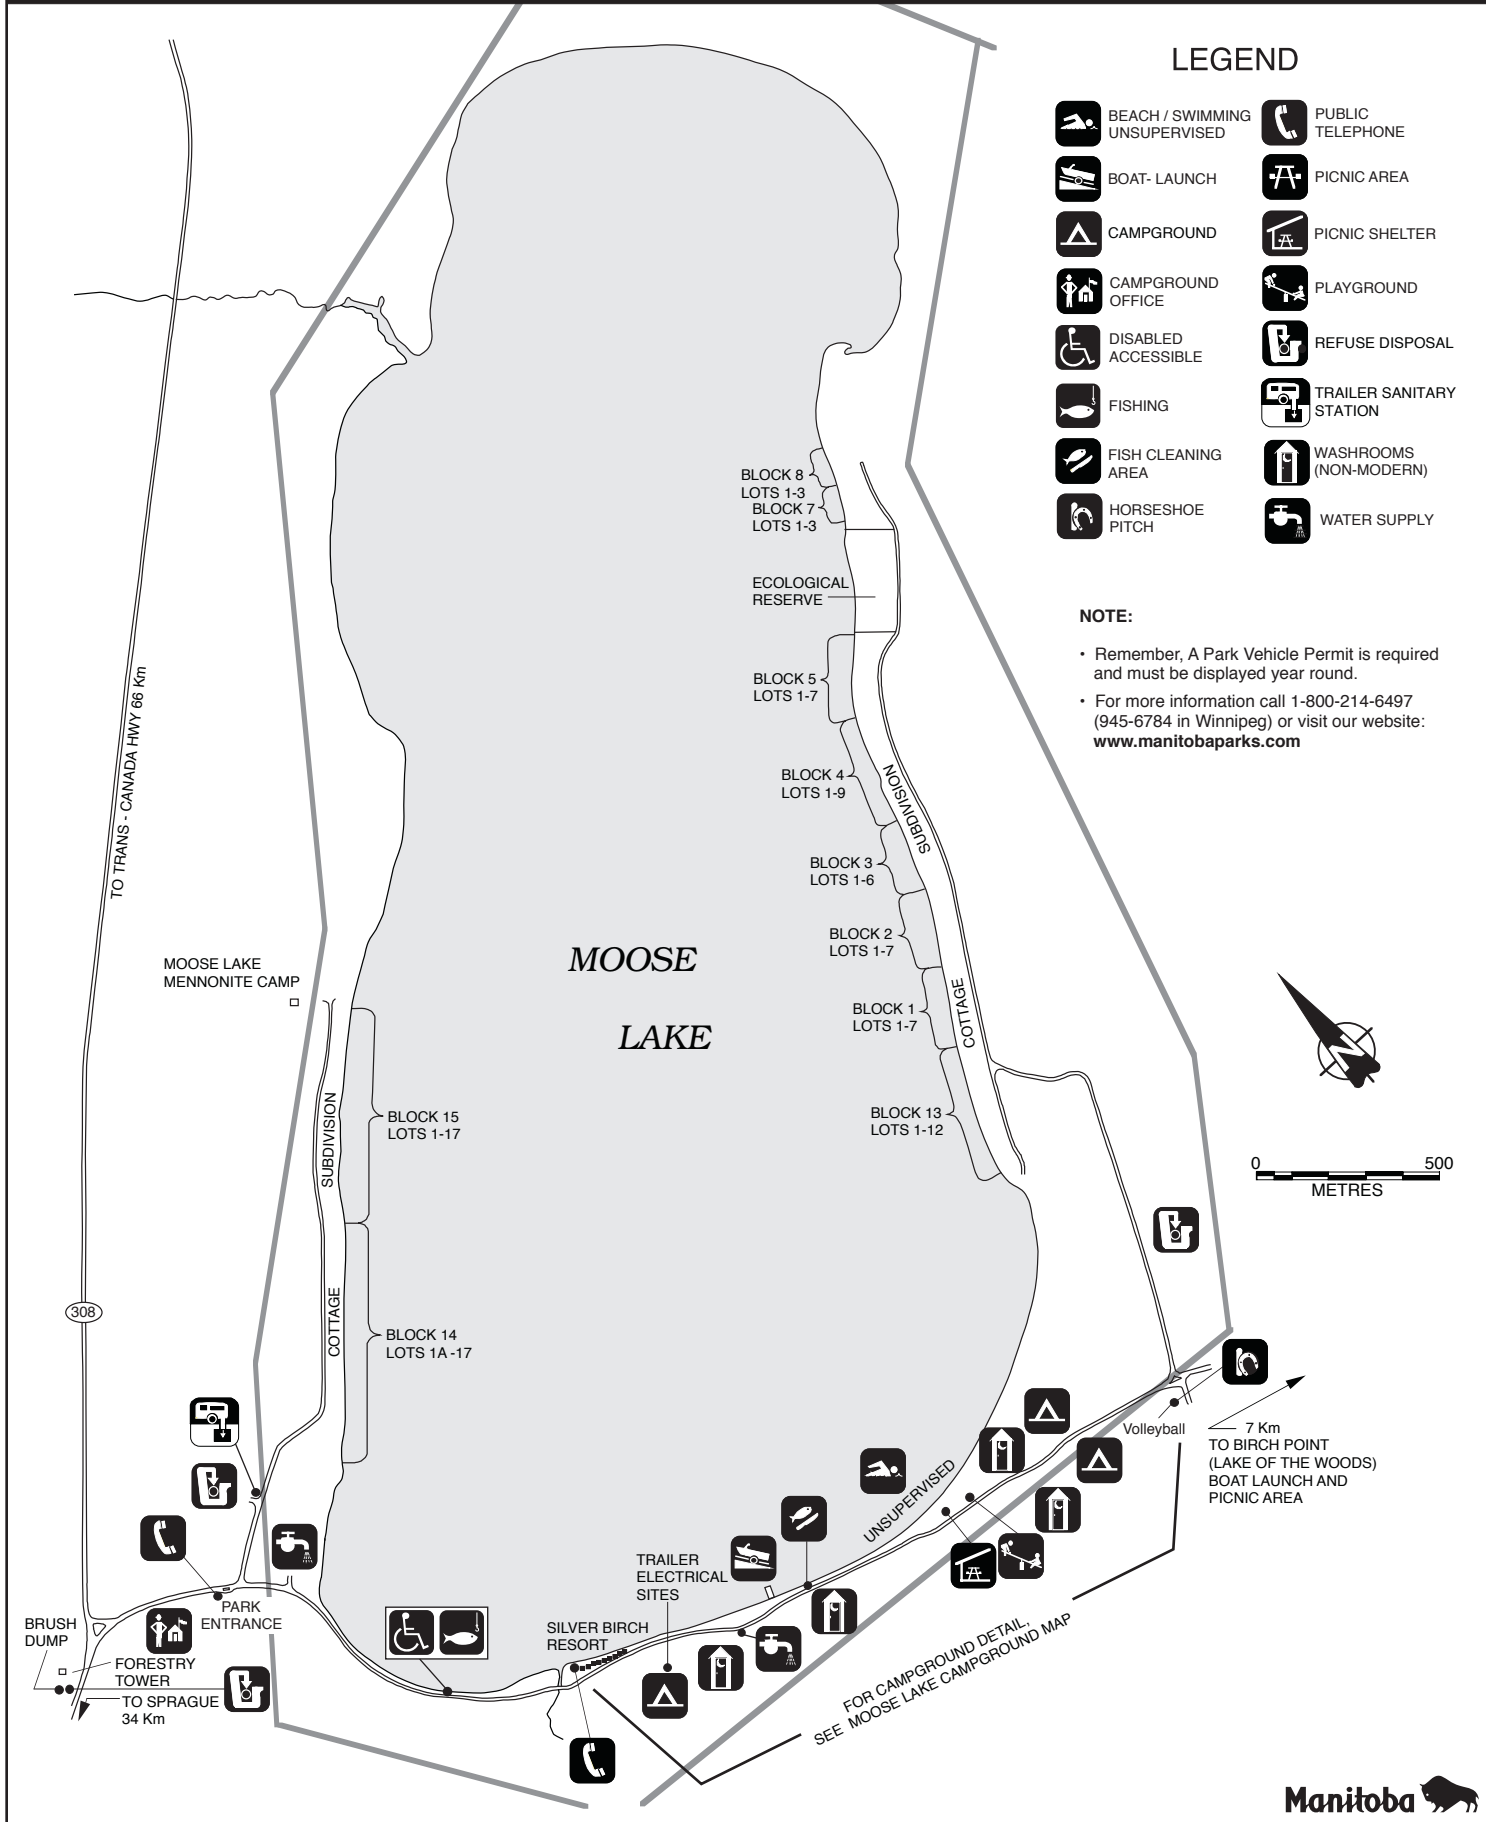 LEGEND
BEACH / SWIMMING
UNSUPERVISED
BOAT- LAUNCH
CAMPGROUND
CAMPGROUND
OFFICE
DISABLED
ACCESSIBLE
FISHING
FISH CLEANING
AREA
HORSESHOE
PITCH
PUBLIC
TELEPHONE
PICNIC AREA
PICNIC SHELTER
PLAYGROUND
REFUSE DISPOSAL
TRAILER SANITARY
STATION
WASHROOMS
(NON-MODERN)
WATER SUPPLY
NOTE:
• Remember, A Park Vehicle Permit is required
and must be displayed year round.
• For more information call 1-800-214-6497
(945-6784 in Winnipeg) or visit our website:
www.manitobaparks.com
BLOCK 8
LOTS 1-3
BLOCK 7
LOTS 1-3
ECOLOGICAL
RESERVE
BLOCK 5
LOTS 1-7
BLOCK 4
LOTS 1-9
SUBDIVISION
BLOCK 3
LOTS 1-6
BLOCK 2
LOTS 1-7
BLOCK 1
LOTS 1-7
COTTAGE
BLOCK 13
LOTS 1-12
TO TRANS - CANADA HWY 66 Km
MOOSE
LAKE
MOOSE LAKE
MENNONITE CAMP
SUBDIVISION
BLOCK 15
LOTS 1-17
COTTAGE
BLOCK 14
LOTS 1A -17
308
N
0 500
METRES
Volleyball
7 Km
TO BIRCH POINT
(LAKE OF THE WOODS)
BOAT LAUNCH AND
PICNIC AREA
UNSUPERVISED
TRAILER
ELECTRICAL
SITES
SILVER BIRCH
RESORT
PARK
ENTRANCE
BRUSH
DUMP
FORESTRY
TOWER
TO SPRAGUE
34 Km
FOR CAMPGROUND DETAIL,
SEE MOOSE LAKE CAMPGROUND MAP
Manitoba